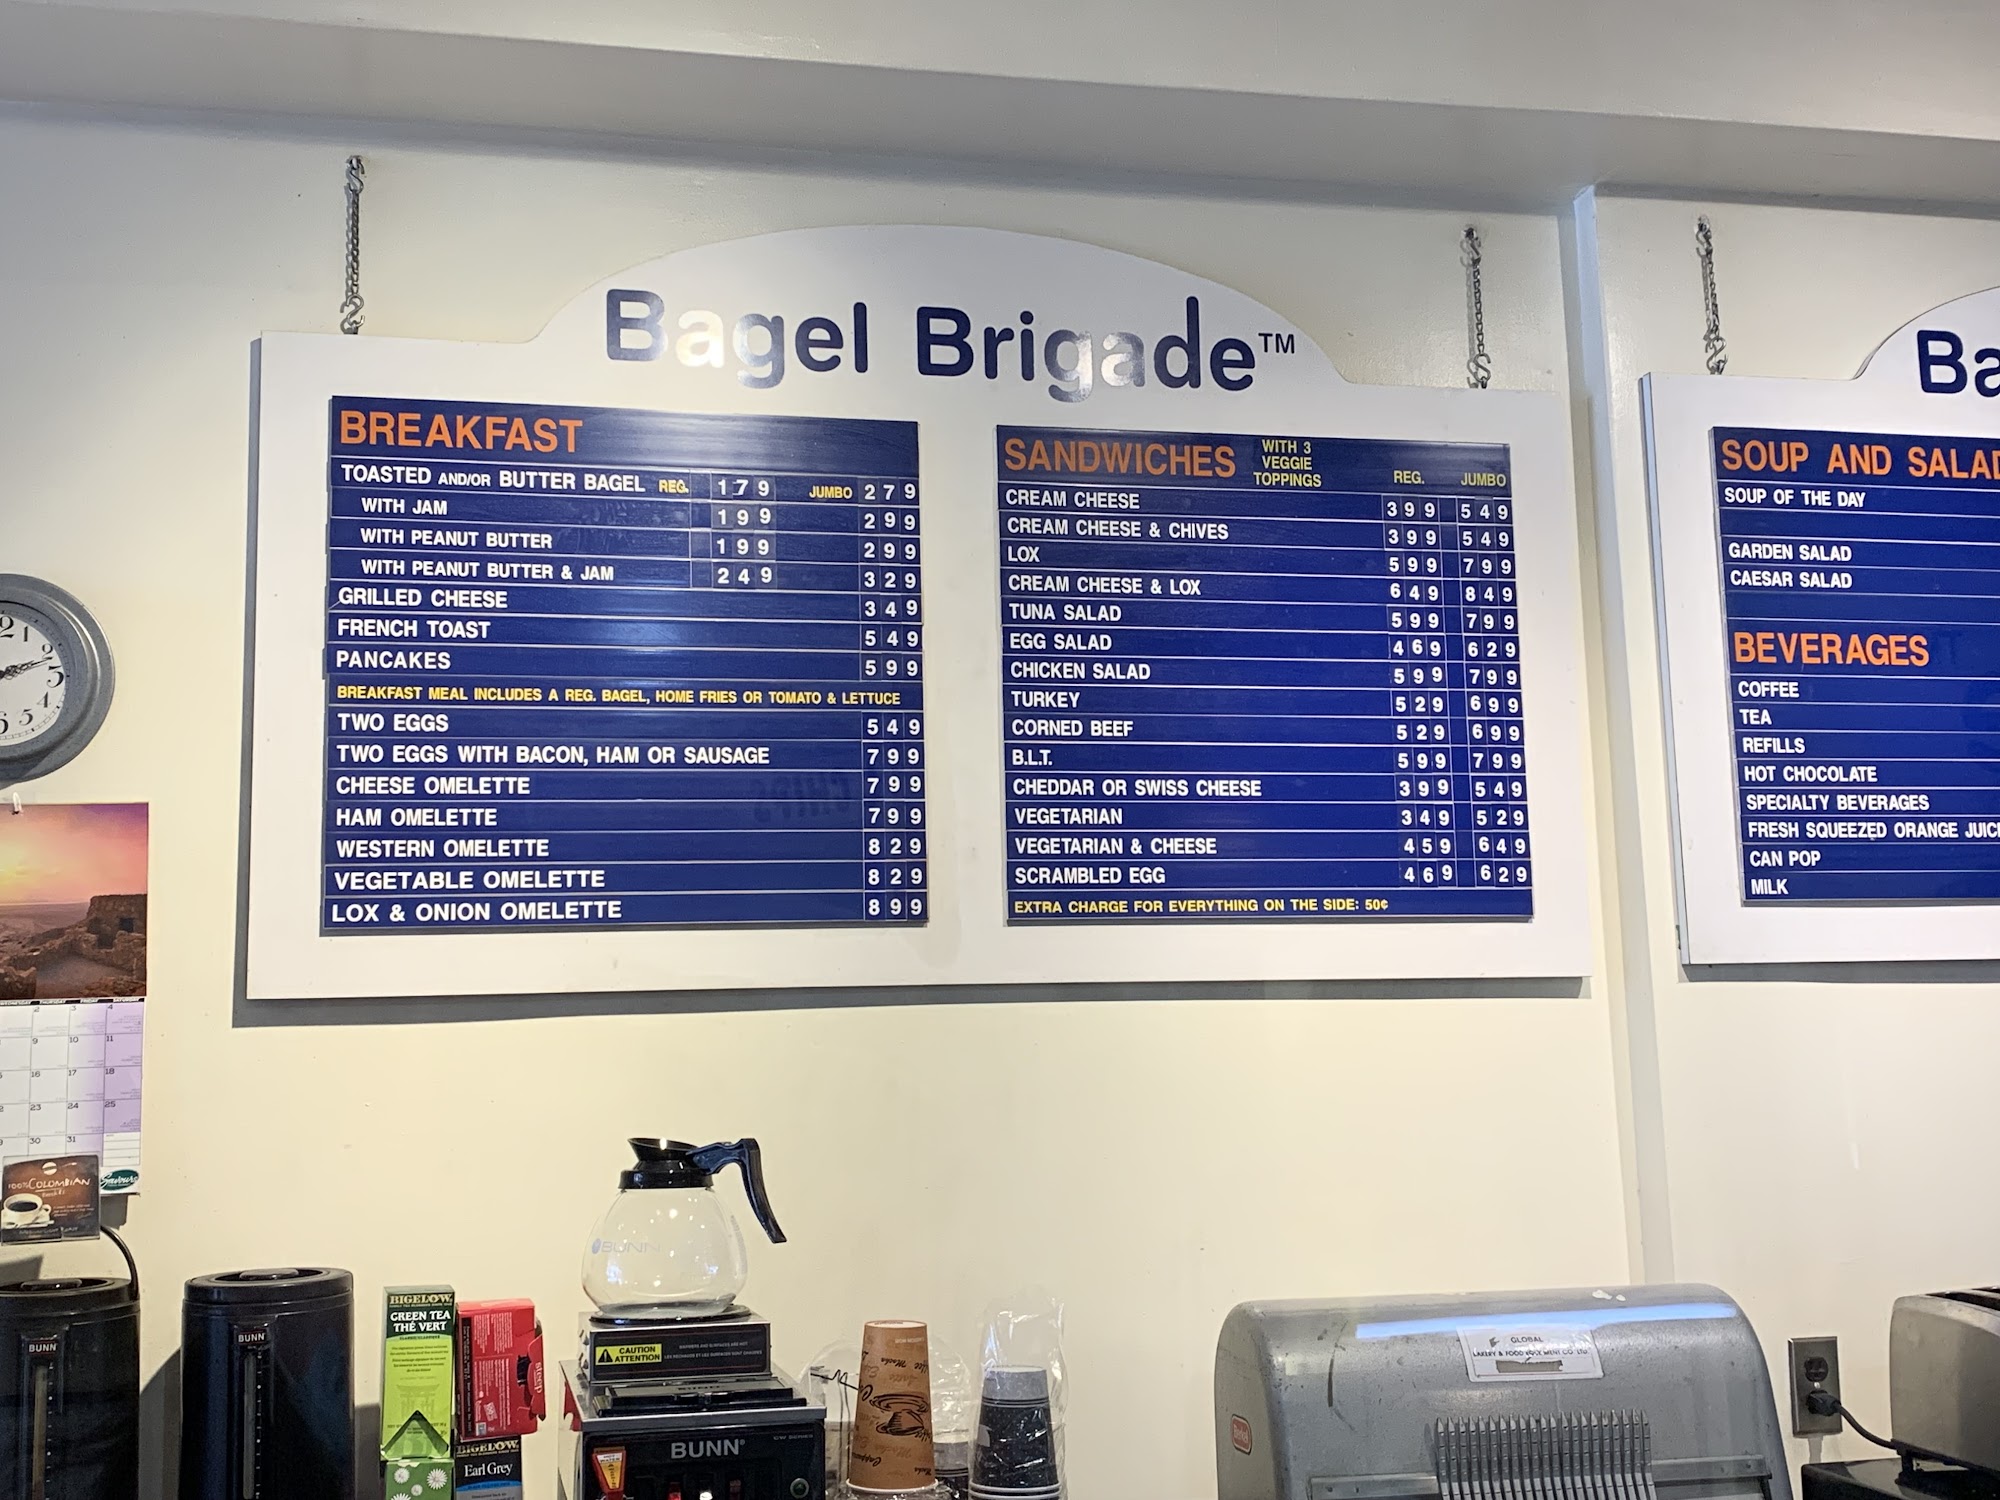 Bagel Brigade™
BREAKFAST
TOASTED AND/OR BUTTER BAGEL REG. 179 JUMBO 279
WITH JAM 199 299
WITH PEANUT BUTTER 199 299
WITH PEANUT BUTTER & JAM 249 329
GRILLED CHEESE 349
FRENCH TOAST 549
PANCAKES 599
BREAKFAST MEAL INCLUDES A REG. BAGEL, HOME FRIES OR TOMATO & LETTUCE
TWO EGGS 549
TWO EGGS WITH BACON, HAM OR SAUSAGE 799
CHEESE OMELETTE 799
HAM OMELETTE 799
WESTERN OMELETTE 829
VEGETABLE OMELETTE 829
LOX & ONION OMELETTE 899
SANDWICHES WITH 3 VEGGIE TOPPINGS REG. JUMBO
CREAM CHEESE 399 549
CREAM CHEESE & CHIVES 399 549
LOX 599 799
CREAM CHEESE & LOX 649 849
TUNA SALAD 599 799
EGG SALAD 469 629
CHICKEN SALAD 599 799
TURKEY 529 699
CORNED BEEF 529 699
B.L.T. 599 799
CHEDDAR OR SWISS CHEESE 399 549
VEGETARIAN 349 529
VEGETARIAN & CHEESE 459 649
SCRAMBLED EGG 469 629
EXTRA CHARGE FOR EVERYTHING ON THE SIDE: 50¢
Ba
SOUP AND SALAD
SOUP OF THE DAY
GARDEN SALAD
CAESAR SALAD
BEVERAGES
COFFEE
TEA
REFILLS
HOT CHOCOLATE
SPECIALTY BEVERAGES
FRESH SQUEEZED ORANGE JUIC
CAN POP
MILK
100% COLOMBIAN
BUNN
BUNN
BIGELOW
GREEN TEA
THÉ VERT
steep
BIGELOW
Earl Grey
BUNN
CAUTION
ATTENTION
BUNN
GLOBAL